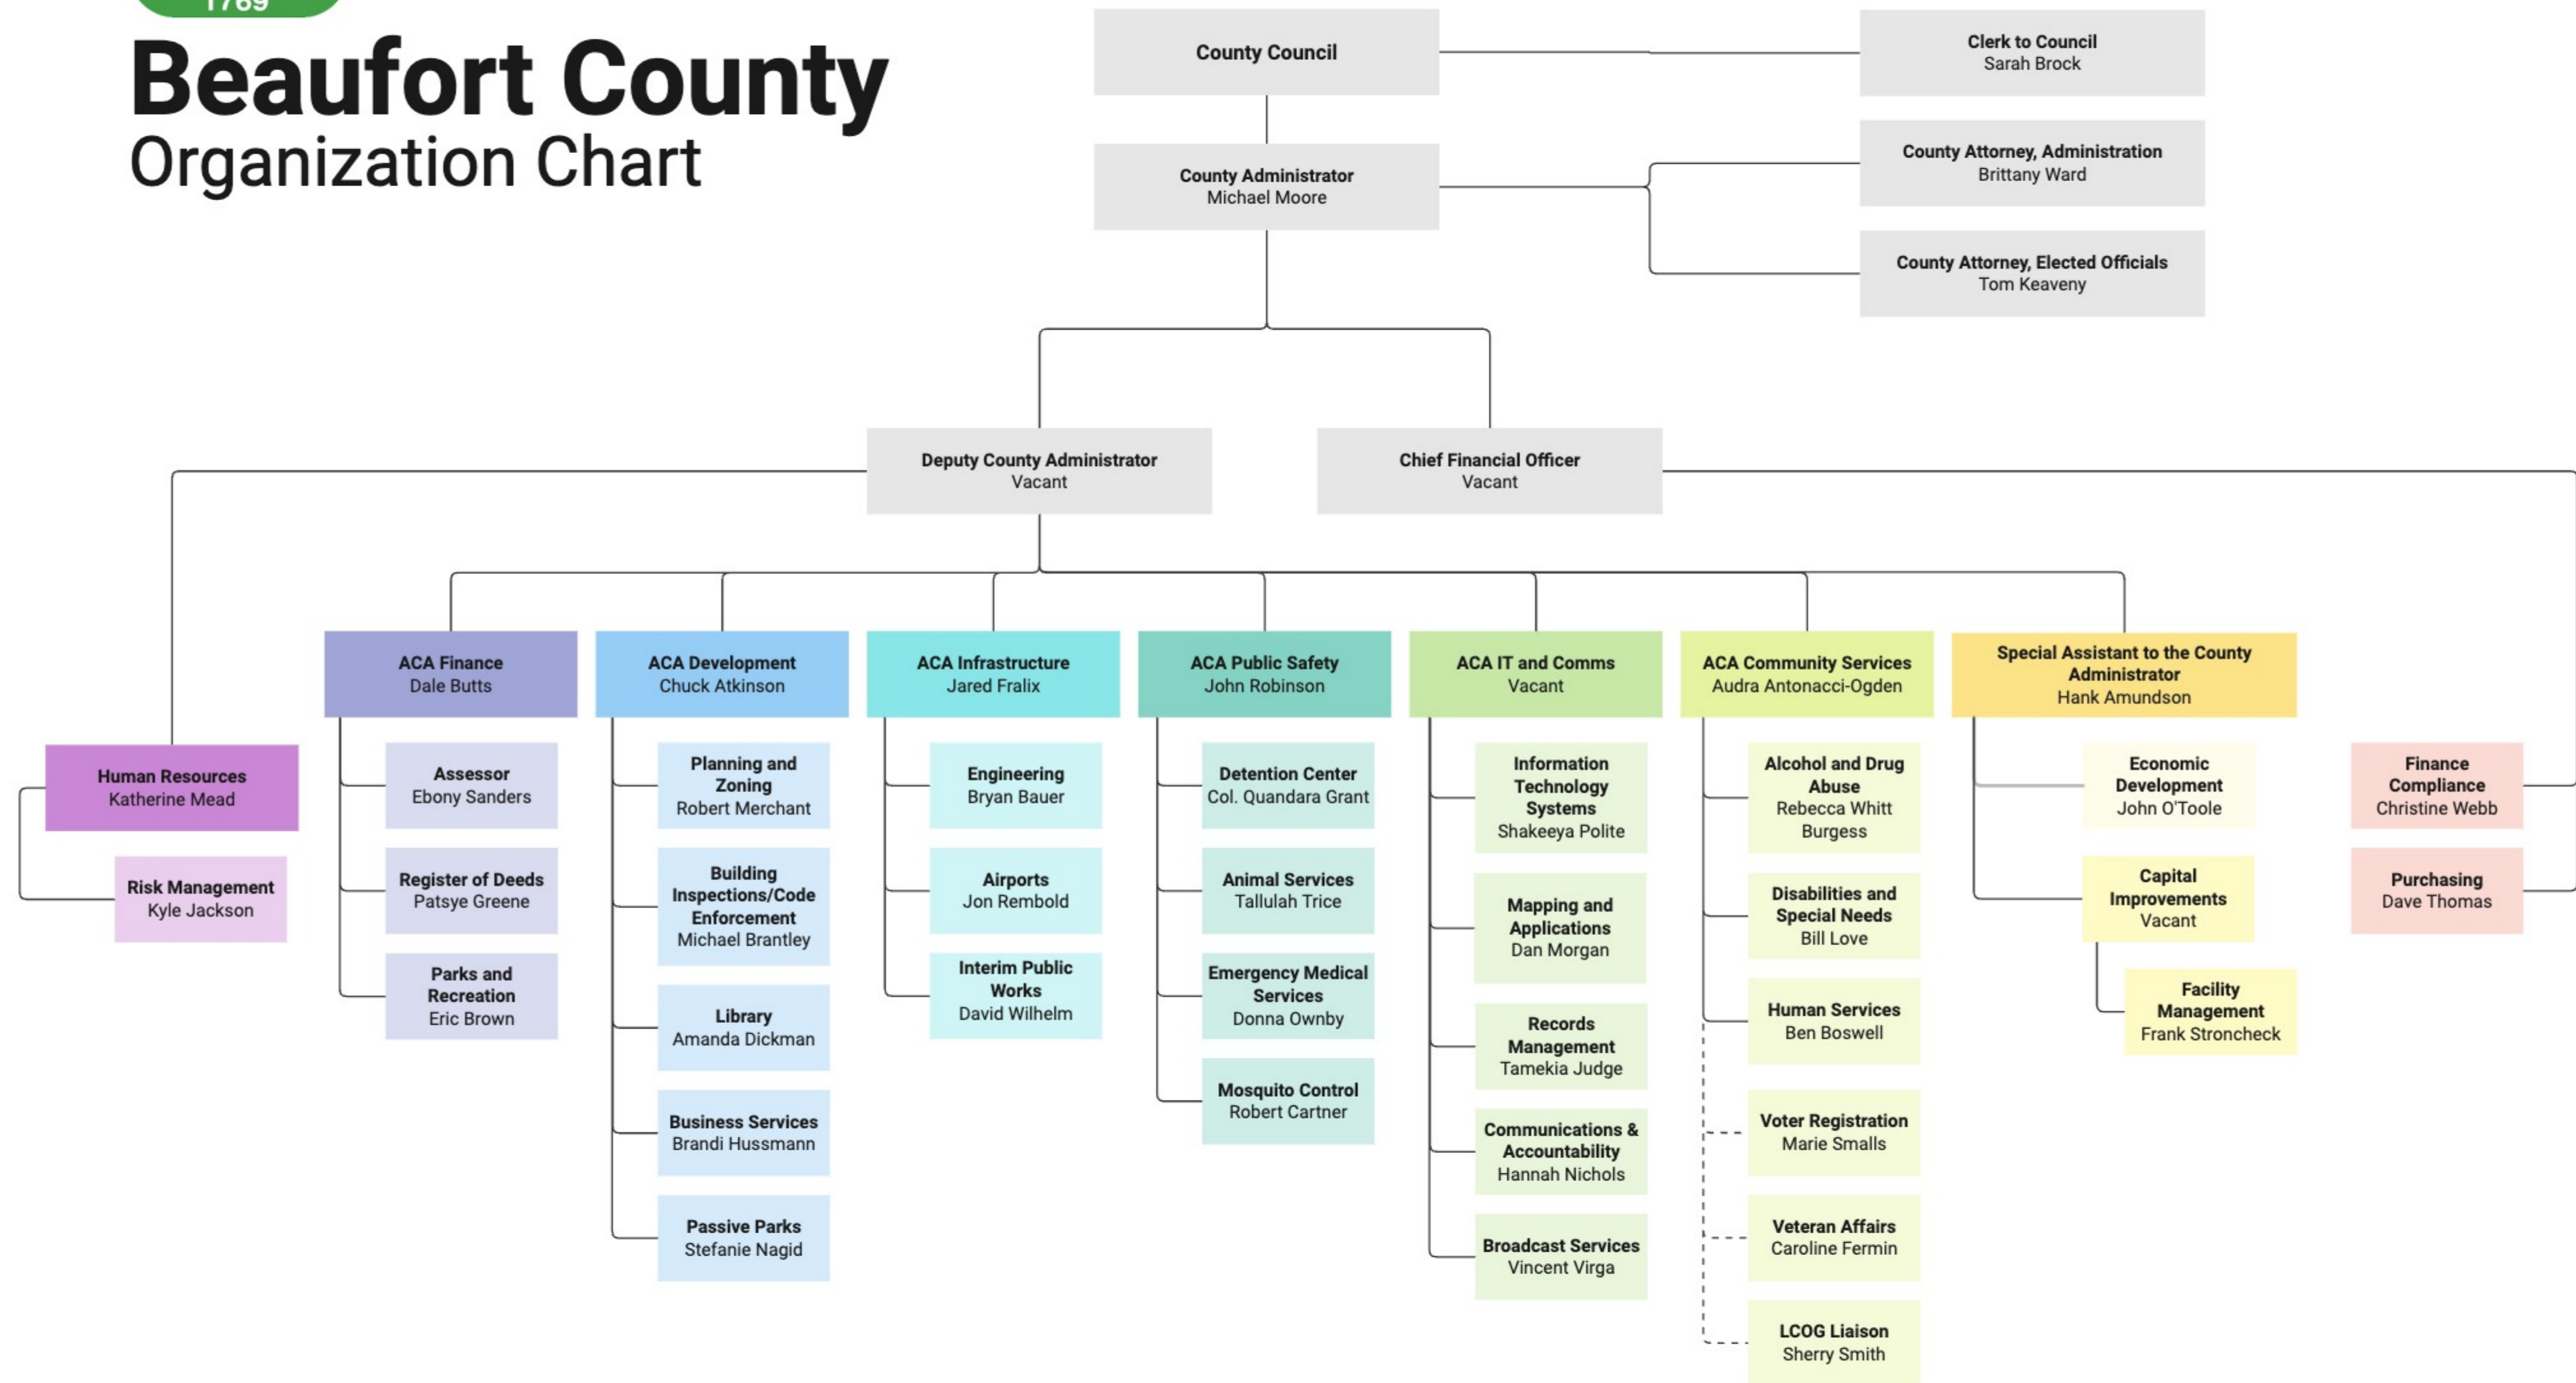 1769
Beaufort County
Organization Chart
County Council
Clerk to Council
Sarah Brock
County Administrator
Michael Moore
County Attorney, Administration
Brittany Ward
County Attorney, Elected Officials
Tom Keaveny
Deputy County Administrator
Vacant
Chief Financial Officer
Vacant
Human Resources
Katherine Mead
Risk Management
Kyle Jackson
ACA Finance
Dale Butts
Assessor
Ebony Sanders
Register of Deeds
Patsye Greene
Parks and
Recreation
Eric Brown
ACA Development
Chuck Atkinson
Planning and
Zoning
Robert Merchant
Building
Inspections/Code
Enforcement
Michael Brantley
Library
Amanda Dickman
Business Services
Brandi Hussmann
Passive Parks
Stefanie Nagid
ACA Infrastructure
Jared Fralix
Engineering
Bryan Bauer
Airports
Jon Rembold
Interim Public
Works
David Wilhelm
ACA Public Safety
John Robinson
Detention Center
Col. Quandara Grant
Animal Services
Tallulah Trice
Emergency Medical
Services
Donna Ownby
Mosquito Control
Robert Cartner
ACA IT and Comms
Vacant
Information
Technology
Systems
Shakeeya Polite
Mapping and
Applications
Dan Morgan
Records
Management
Tamekia Judge
Communications &
Accountability
Hannah Nichols
Broadcast Services
Vincent Virga
ACA Community Services
Audra Antonacci-Ogden
Alcohol and Drug
Abuse
Rebecca Whitt
Burgess
Disabilities and
Special Needs
Bill Love
Human Services
Ben Boswell
Voter Registration
Marie Smalls
Veteran Affairs
Caroline Fermin
LCOG Liaison
Sherry Smith
Special Assistant to the County
Administrator
Hank Amundson
Economic
Development
John O'Toole
Capital
Improvements
Vacant
Facility
Management
Frank Stroncheck
Finance
Compliance
Christine Webb
Purchasing
Dave Thomas